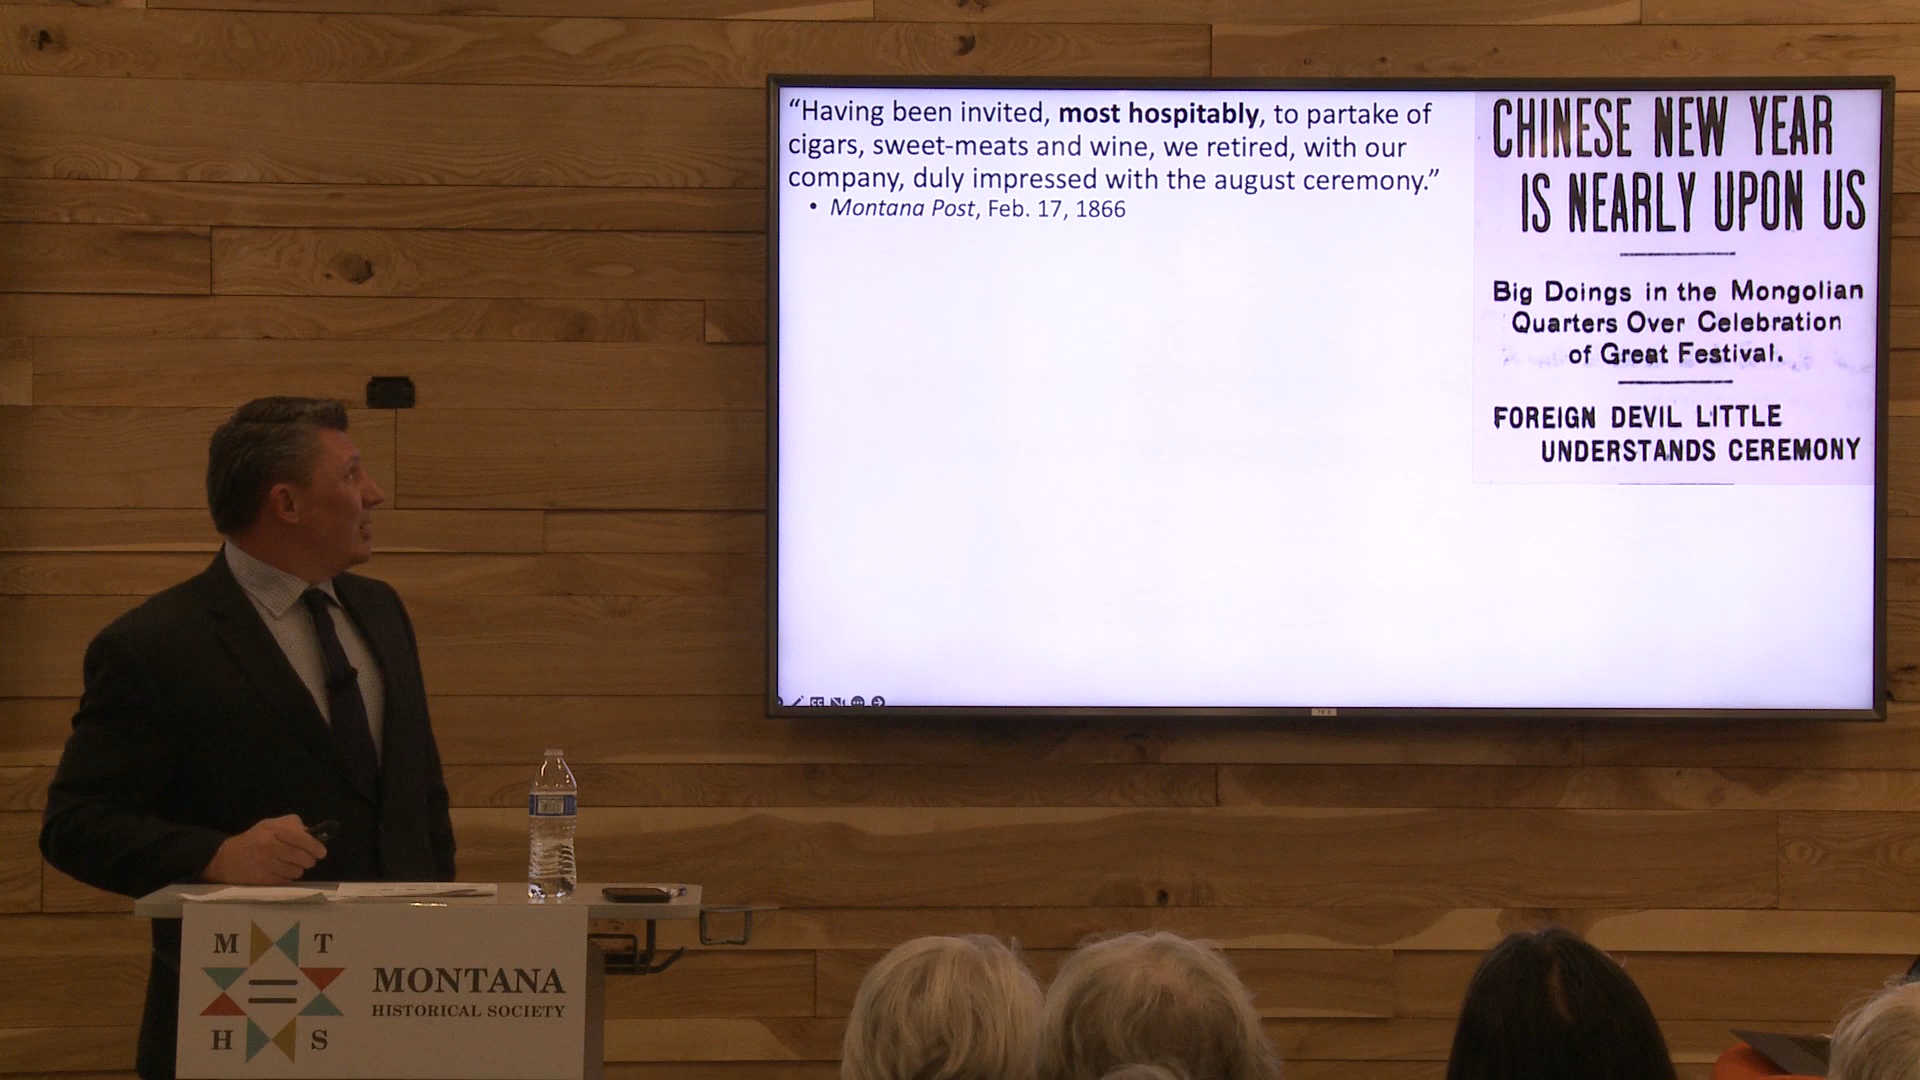 “Having been invited, most hospitably, to partake of
cigars, sweet-meats and wine, we retired, with our
company, duly impressed with the august ceremony.”
• Montana Post, Feb. 17, 1866
CHINESE NEW YEAR
IS NEARLY UPON US
Big Doings in the Mongolian
Quarters Over Celebration
of Great Festival.
FOREIGN DEVIL LITTLE
UNDERSTANDS CEREMONY
M T
H S
MONTANA
HISTORICAL SOCIETY